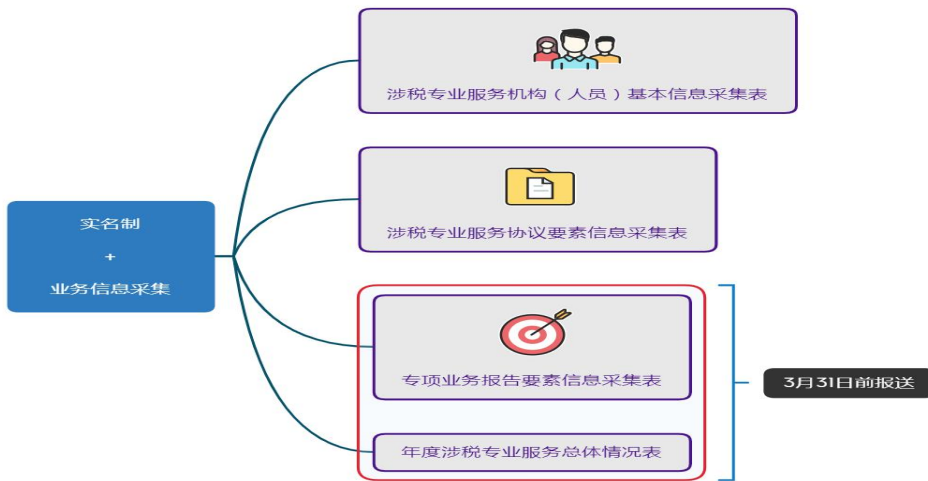 实名制
+
业务信息采集
涉税专业服务机构（人员）基本信息采集表
涉税专业服务协议要素信息采集表
专项业务报告要素信息采集表
年度涉税专业服务总体情况表
3月31日前报送